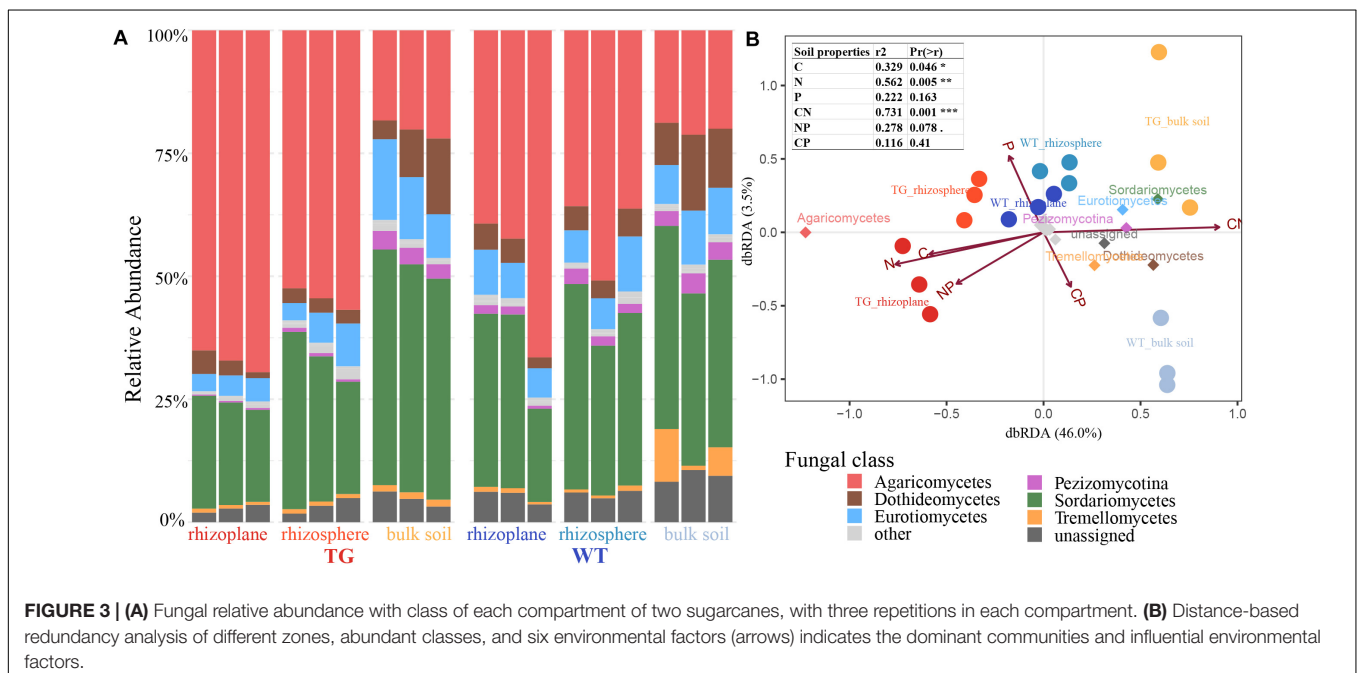 A
100%
75%
50%
25%
0%
Relative Abundance
rhizoplane rhizosphere bulk soil rhizoplane rhizosphere bulk soil
TG WT
B
Soil properties r2 Pr(>r)
C 0.329 0.046 *
N 0.562 0.005 **
P 0.222 0.163
CN 0.731 0.001 ***
NP 0.278 0.078 .
CP 0.116 0.41
1.0
0.5
0.0
−0.5
−1.0
dbRDA (3.5%)
TG_bulk soil
WT_rhizosphere
P
TG_rhizosphere
Sordariomycetes
WT_rhizoplane
Eurotiomycetes
Agaricomycetes
Pezizomycotina
CN
unassigned
C
Tremellomycetes
Dothideomycetes
N
NP
CP
TG_rhizoplane
WT_bulk soil
−1.0 −0.5 0.0 0.5 1.0
dbRDA (46.0%)
Fungal class
Agaricomycetes Pezizomycotina
Dothideomycetes Sordariomycetes
Eurotiomycetes Tremellomycetes
other unassigned
FIGURE 3 | (A) Fungal relative abundance with class of each compartment of two sugarcanes, with three repetitions in each compartment. (B) Distance-based
redundancy analysis of different zones, abundant classes, and six environmental factors (arrows) indicates the dominant communities and influential environmental
factors.